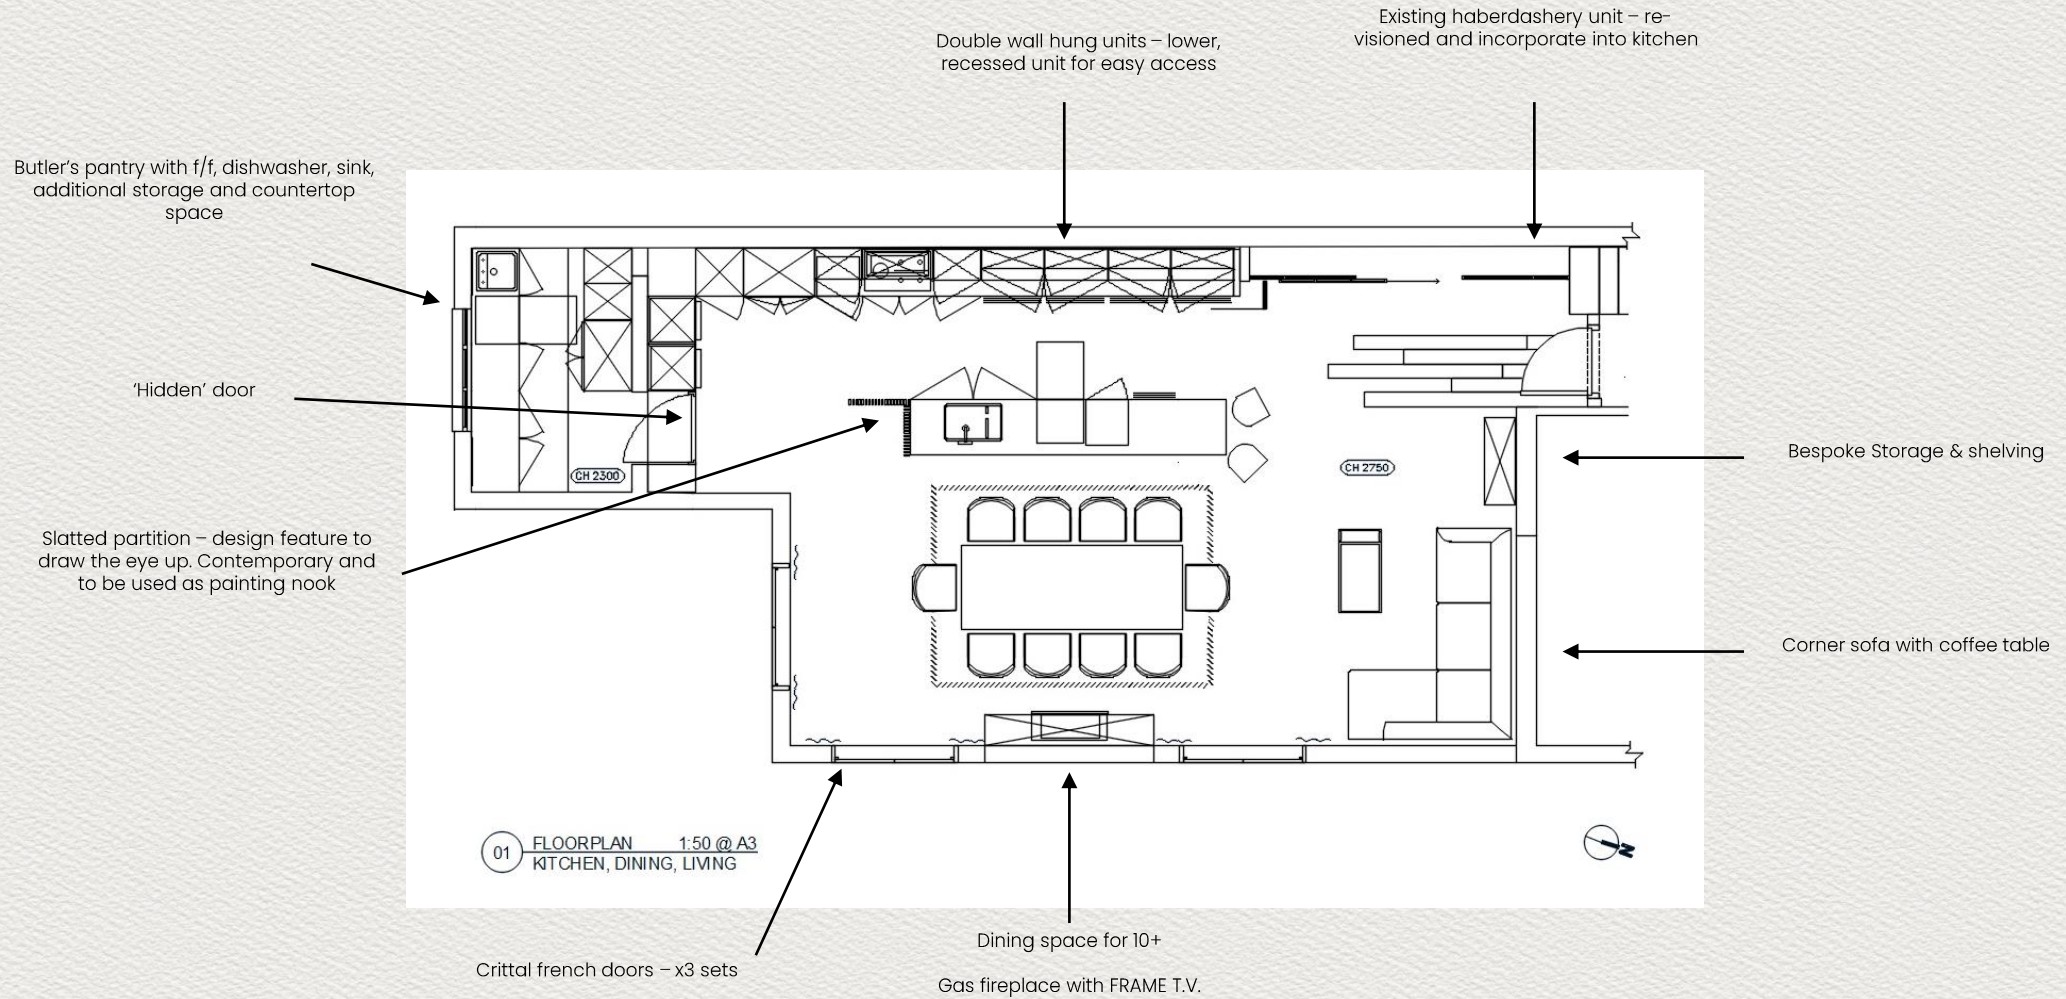 Existing haberdashery unit – re-
visioned and incorporate into kitchen
Double wall hung units – lower,
recessed unit for easy access
Butler's pantry with f/f, dishwasher, sink,
additional storage and countertop
space
'Hidden' door
CH 2300
CH 2750
Bespoke Storage & shelving
Slatted partition – design feature to
draw the eye up. Contemporary and
to be used as painting nook
Corner sofa with coffee table
01
FLOORPLAN 1:50 @ A3
KITCHEN, DINING, LIVING
N
Dining space for 10+
Crittal french doors – x3 sets
Gas fireplace with FRAME T.V.